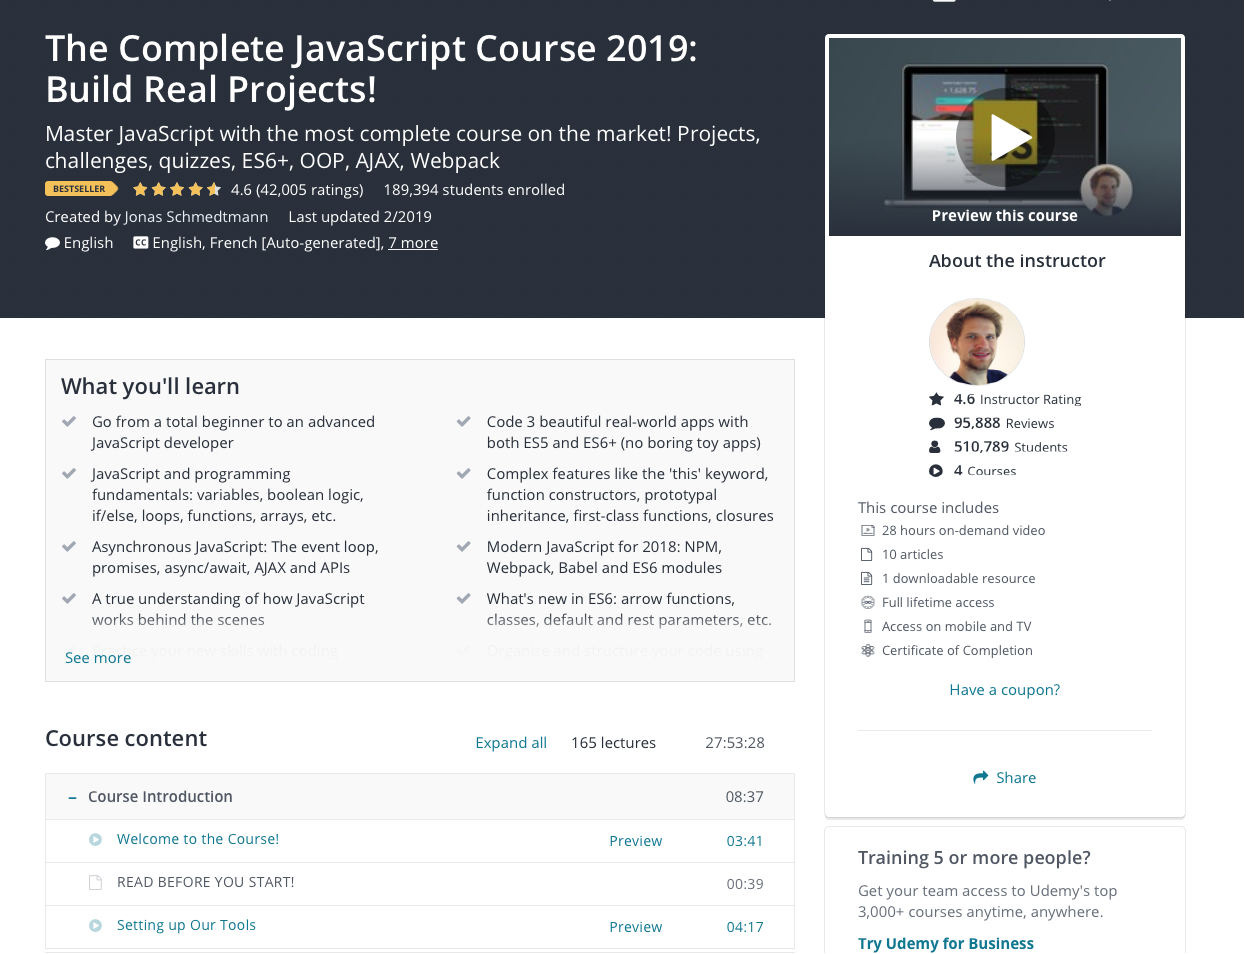 The Complete JavaScript Course 2019:
Build Real Projects!
Master JavaScript with the most complete course on the market! Projects,
challenges, quizzes, ES6+, OOP, AJAX, Webpack
BESTSELLER 4.6 (42,005 ratings) 189,394 students enrolled
Created by Jonas Schmedtmann Last updated 2/2019
English CC English, French [Auto-generated], 7 more
Preview this course
About the instructor
4.6 Instructor Rating
95,888 Reviews
510,789 Students
4 Courses
This course includes
28 hours on-demand video
10 articles
1 downloadable resource
Full lifetime access
Access on mobile and TV
Certificate of Completion
Have a coupon?
Share
Training 5 or more people?
Get your team access to Udemy's top
3,000+ courses anytime, anywhere.
Try Udemy for Business
What you'll learn
Go from a total beginner to an advanced
JavaScript developer
Code 3 beautiful real-world apps with
both ES5 and ES6+ (no boring toy apps)
JavaScript and programming
fundamentals: variables, boolean logic,
if/else, loops, functions, arrays, etc.
Complex features like the 'this' keyword,
function constructors, prototypal
inheritance, first-class functions, closures
Asynchronous JavaScript: The event loop,
promises, async/await, AJAX and APIs
Modern JavaScript for 2018: NPM,
Webpack, Babel and ES6 modules
A true understanding of how JavaScript
works behind the scenes
What's new in ES6: arrow functions,
classes, default and rest parameters, etc.
Practice your new skills with coding
Organize and structure your code using
See more
Course content Expand all 165 lectures 27:53:28
Course Introduction 08:37
Welcome to the Course! Preview 03:41
READ BEFORE YOU START! 00:39
Setting up Our Tools Preview 04:17